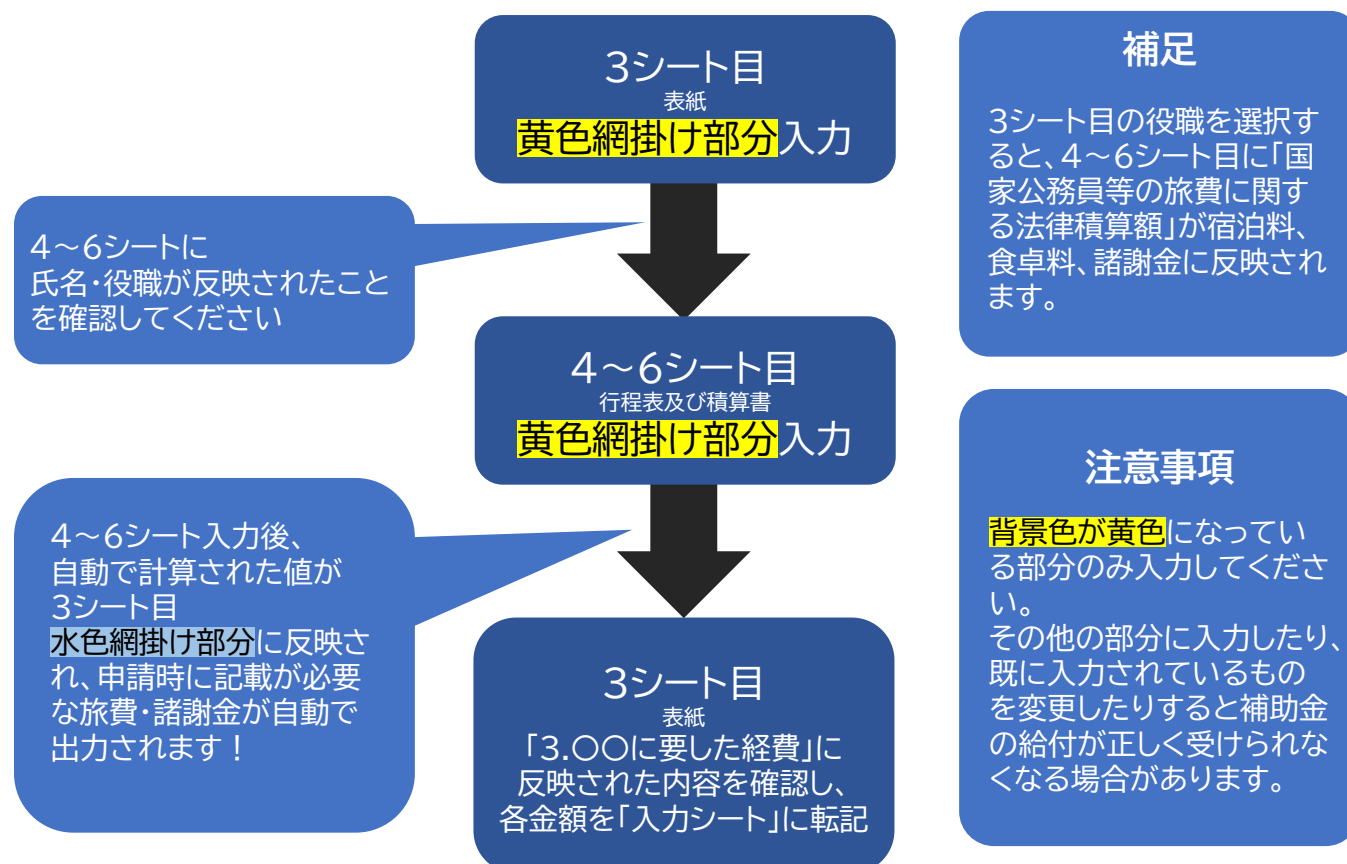 3シート目
表紙
黄色網掛け部分入力
4～6シートに
氏名・役職が反映されたこと
を確認してください
4～6シート目
行程表及び積算書
黄色網掛け部分入力
4～6シート入力後、
自動で計算された値が
3シート目
水色網掛け部分に反映さ
れ、申請時に記載が必要
な旅費・諸謝金が自動で
出力されます！
3シート目
表紙
「3.〇〇に要した経費」に
反映された内容を確認し、
各金額を「入力シート」に転記
補足
3シート目の役職を選択す
ると、4～6シート目に「国
家公務員等の旅費に関す
る法律積算額」が宿泊料、
食卓料、諸謝金に反映され
ます。
注意事項
背景色が黄色になってい
る部分のみ入力してくださ
い。
その他の部分に入力したり、
既に入力されているもの
を変更したりすると補助金
の給付が正しく受けられな
くなる場合があります。